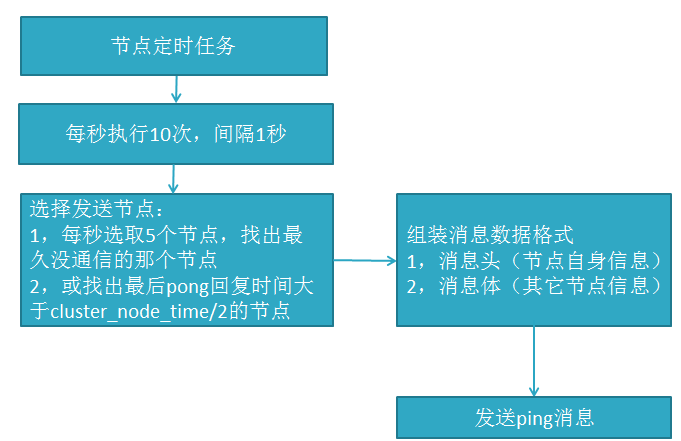 节点定时任务
每秒执行10次，间隔1秒
选择发送节点：
1，每秒选取5个节点，找出最
久没通信的那个节点
2，或找出最后pong回复时间大
于cluster_node_time/2的节点
组装消息数据格式
1，消息头（节点自身信息）
2，消息体（其它节点信息）
发送ping消息